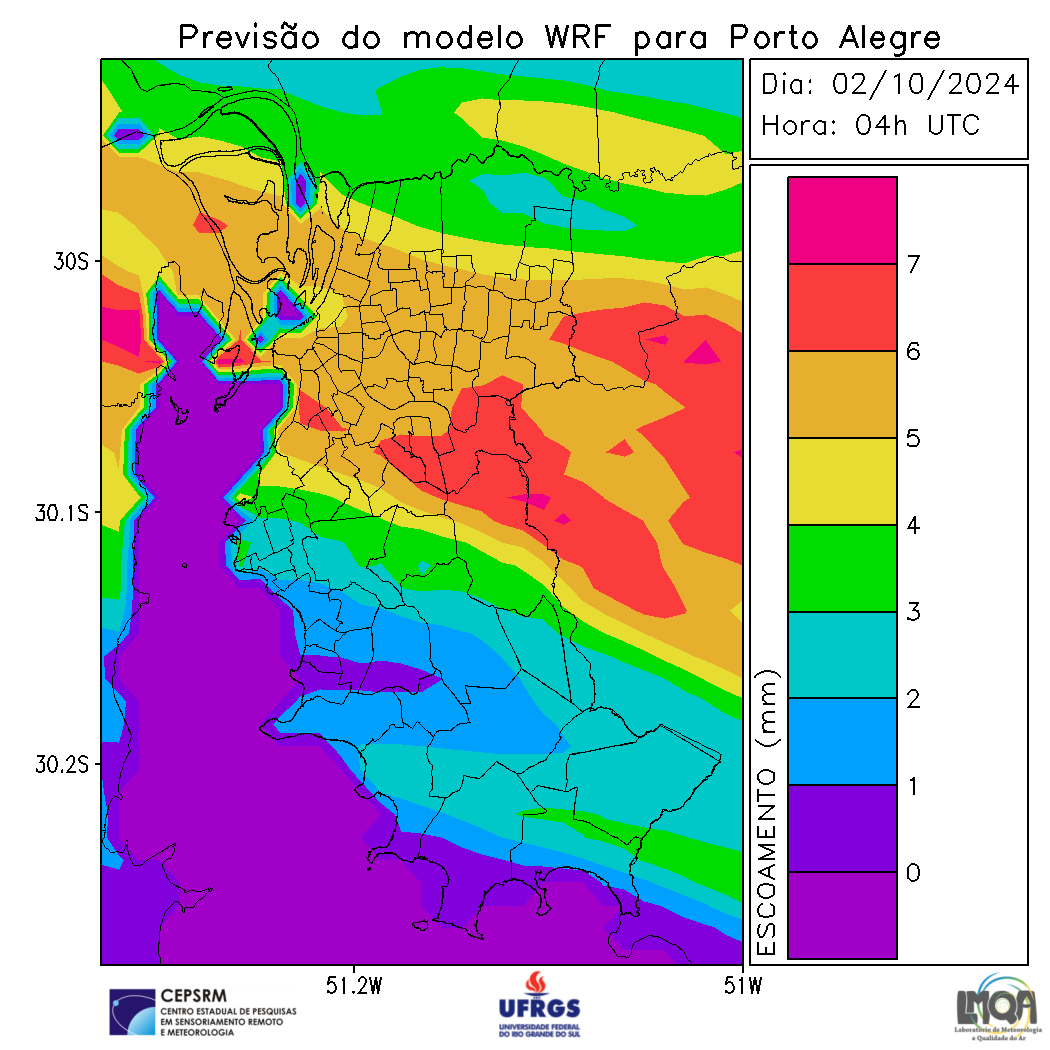 Previsão do modelo WRF para Porto Alegre
Dia: 02/10/2024
Hora: 04h UTC
30S
30.1S
30.2S
51.2W
51W
ESCOAMENTO (mm)
7
6
5
4
3
2
1
0
CEPSRM
CENTRO ESTADUAL DE PESQUISAS
EM SENSORIAMENTO REMOTO
E METEOROLOGIA
UFRGS
UNIVERSIDADE FEDERAL
DO RIO GRANDE DO SUL
LMQA
Laboratório de Meteorologia
e Qualidade do Ar